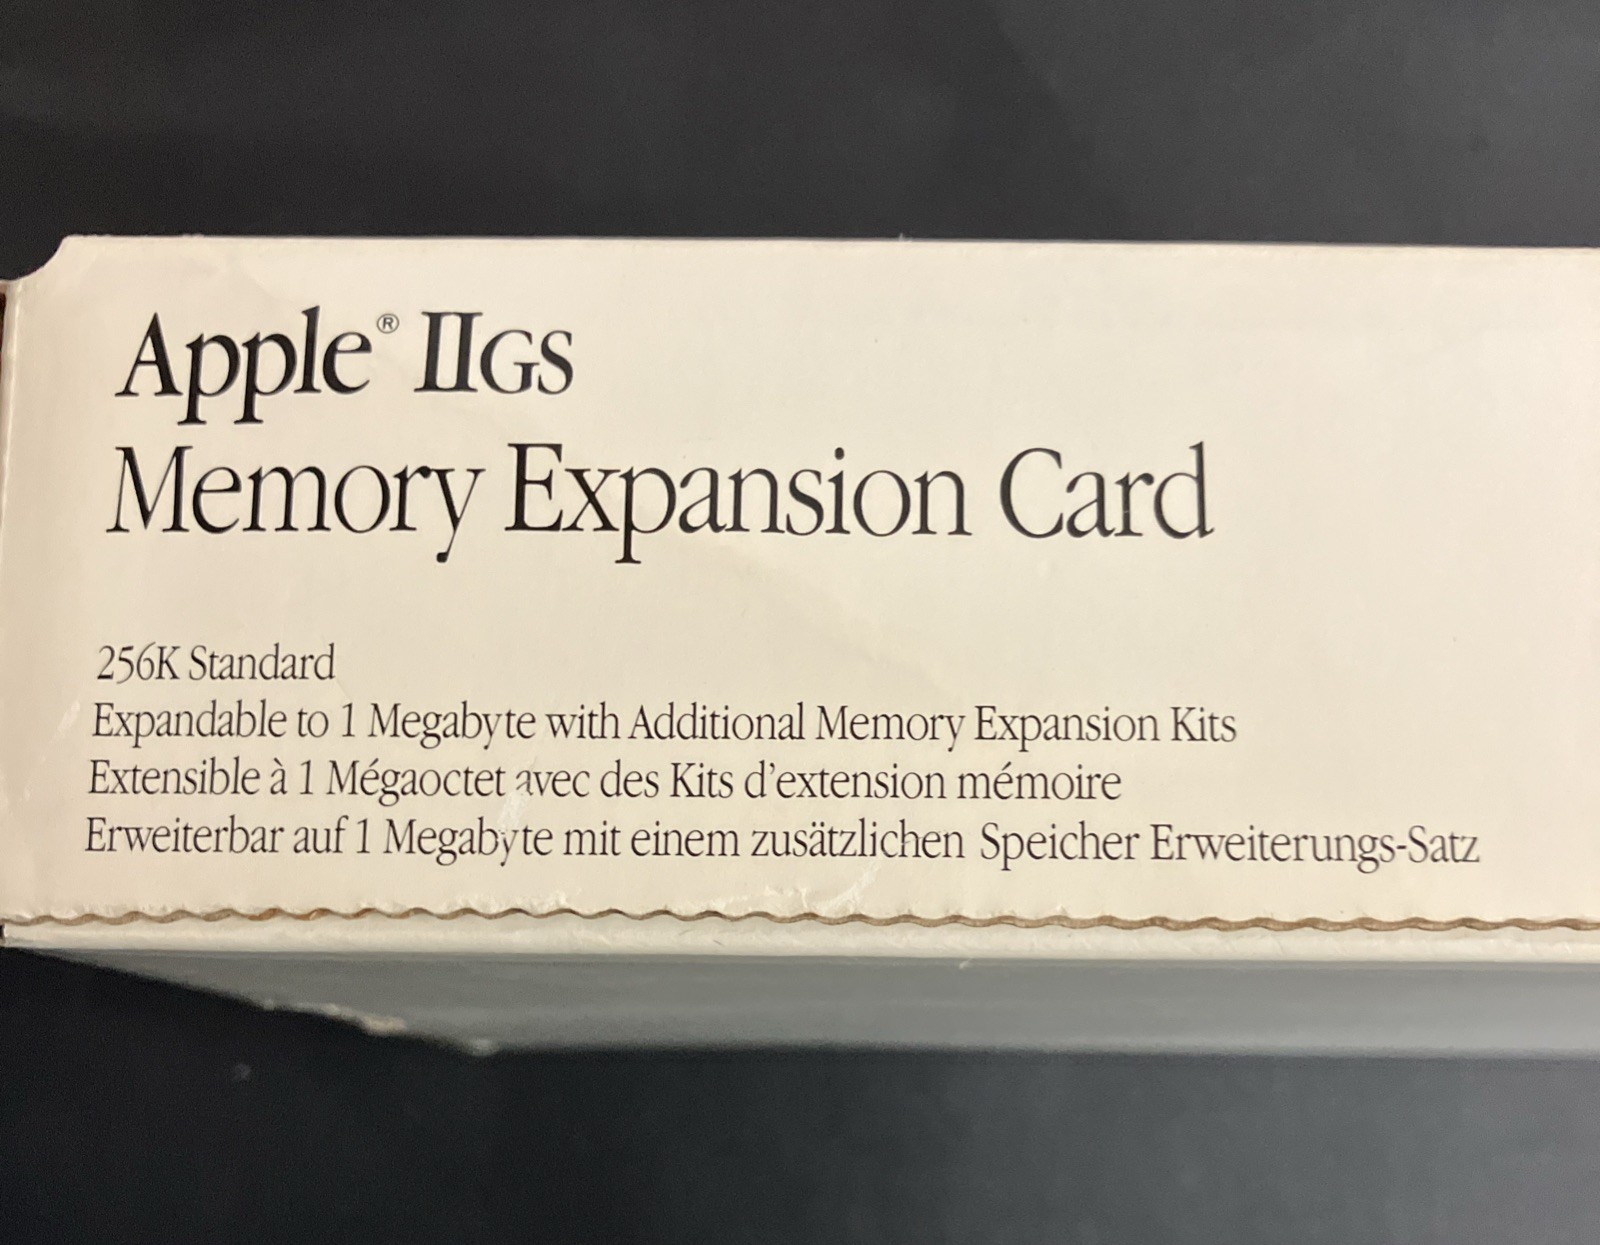 Apple® IIGS
Memory Expansion Card
256K Standard
Expandable to 1 Megabyte with Additional Memory Expansion Kits
Extensible à 1 Mégaoctet avec des Kits d'extension mémoire
Erweiterbar auf 1 Megabyte mit einem zusätzlichen Speicher Erweiterungs-Satz